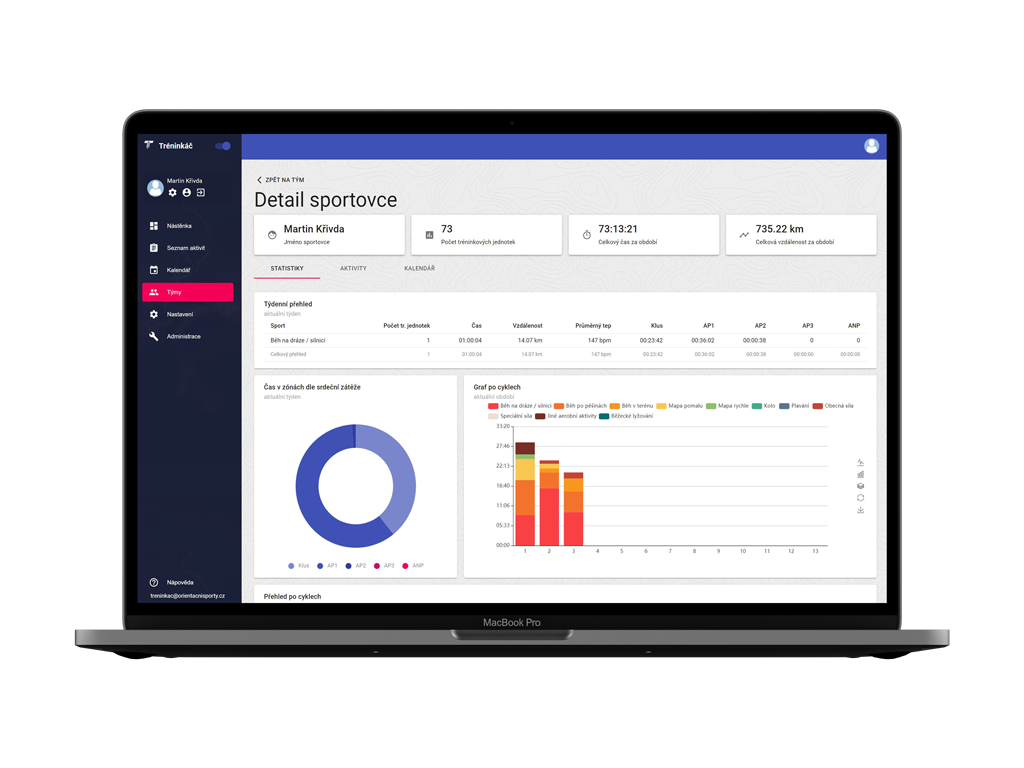 Tréninkáč
Martin Křivda
Nástěnka
Seznam aktivit
Kalendář
Týmy
Nastavení
Administrace
Nápověda
treninkac@orientacnisporty.cz
ZPĚT NA TÝM
Detail sportovce
Martin Křivda
Jméno sportovce
73
Počet tréninkových jednotek
73:13:21
Celkový čas za období
735.22 km
Celková vzdálenost za období
STATISTIKY AKTIVITY KALENDÁŘ
Týdenní přehled
aktuální týden
Sport Počet tr. jednotek Čas Vzdálenost Průměrný tep Klus AP1 AP2 AP3 ANP
Běh na dráze / silnici 1 01:00:04 14.07 km 147 bpm 00:23:42 00:36:02 00:00:38 0 0
Celkový přehled 1 01:00:04 14.07 km 147 bpm 00:23:42 00:36:02 00:00:38 00:00:00 00:00:00
Čas v zónách dle srdeční zátěže
aktuální týden
Klus AP1 AP2 AP3 ANP
Graf po cyklech
aktuální období
Běh na dráze / silnici Běh po pěšinách Běh v terénu Mapa pomalu Mapa rychle Kolo Plavání Obecná síla
Speciální síla Jiné aerobní aktivity Běžecké lyžování
33:20
27:46
22:13
16:40
11:06
05:33
00:00
1 2 3 4 5 6 7 8 9 10 11 12 13
Přehled po cyklech
MacBook Pro